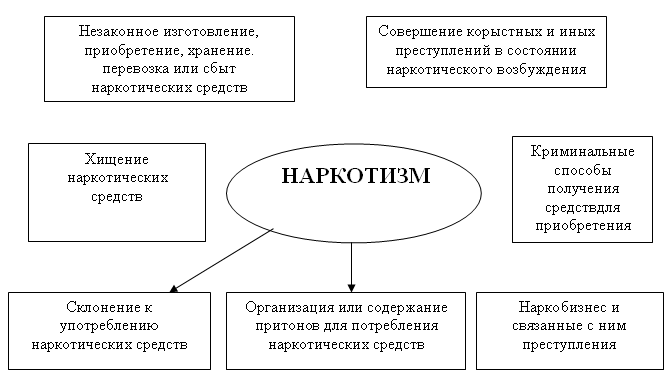 Незаконное изготовление,
приобретение, хранение.
перевозка или сбыт
наркотических средств
Совершение корыстных и иных
преступлений в состоянии
наркотического возбуждения
Хищение
наркотических
средств
НАРКОТИЗМ
Криминальные
способы
получения
средствдля
приобретения
Склонение к
употреблению
наркотических средств
Организация или содержание
притонов для потребления
наркотических средств
Наркобизнес и
связанные с ним
преступления